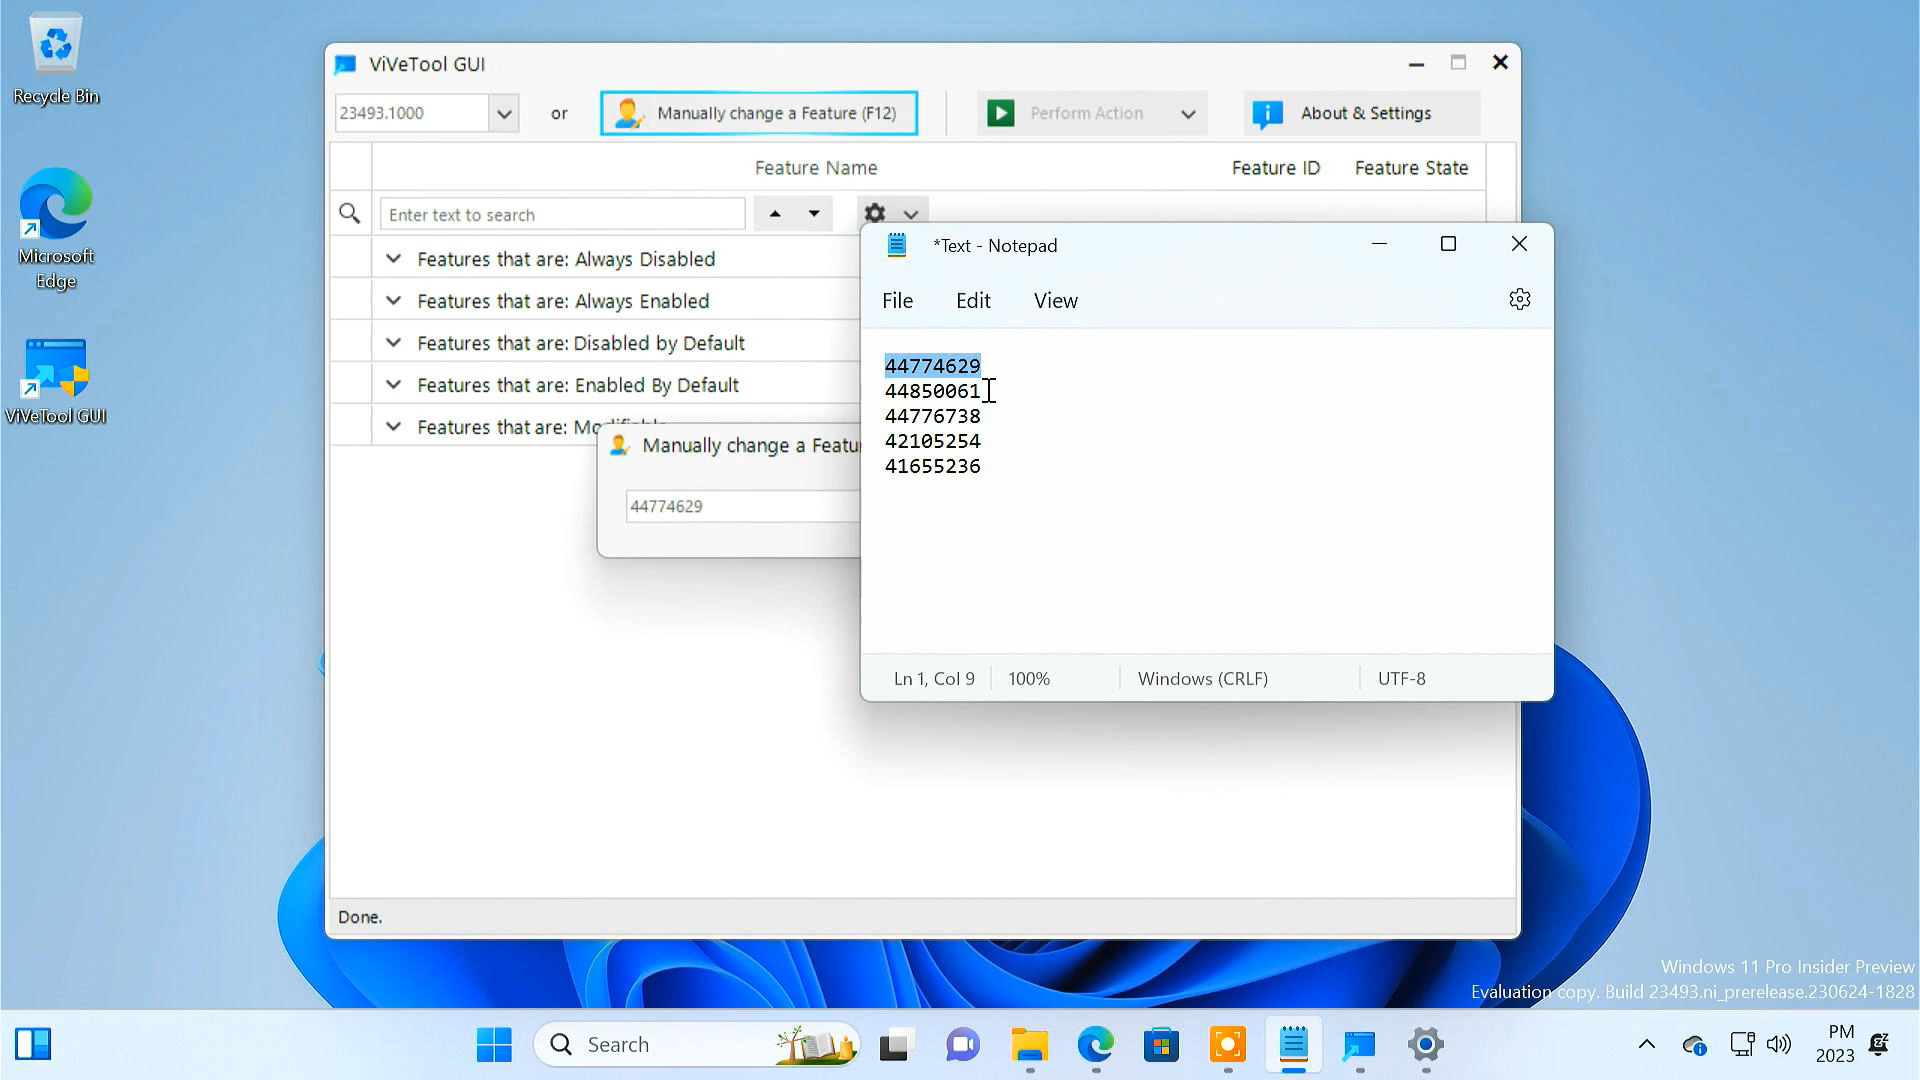 Recycle Bin
Microsoft
Edge
ViVeTool GUI
ViVeTool GUI
23493.1000
or
Manually change a Feature (F12)
Perform Action
About & Settings
Feature Name
Feature ID
Feature State
Enter text to search
Features that are: Always Disabled
Features that are: Always Enabled
Features that are: Disabled by Default
Features that are: Enabled By Default
Features that are: Modifiable
Manually change a Featu
44774629
Done.
*Text - Notepad
File
Edit
View
44774629
44850061
44776738
42105254
41655236
Ln 1, Col 9
100%
Windows (CRLF)
UTF-8
Windows 11 Pro Insider Preview
Evaluation copy. Build 23493.ni_prerelease.230624-1828
Search
PM
2023